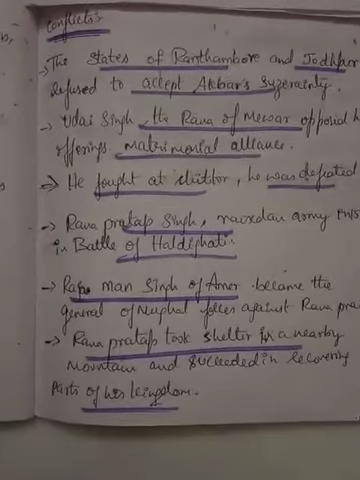 Conflicts
→ The States of Ranthambore and Jodhpur
refused to accept Akbar's Suzerainty.
→ Udai Singh, the Rana of Mewar opposed h
offerings matrimonial alliance.
⇒ He fought at chittor, he was defeated
→ Rana pratap Singh, army
in Battle of Haldighati
→ Raja man Singh of Amer became the
general of Mughal forces against Rana pra
→ Rana pratap took shelter in a nearby
Mountain and Succeeded in recovering
Parts of his kingdom.